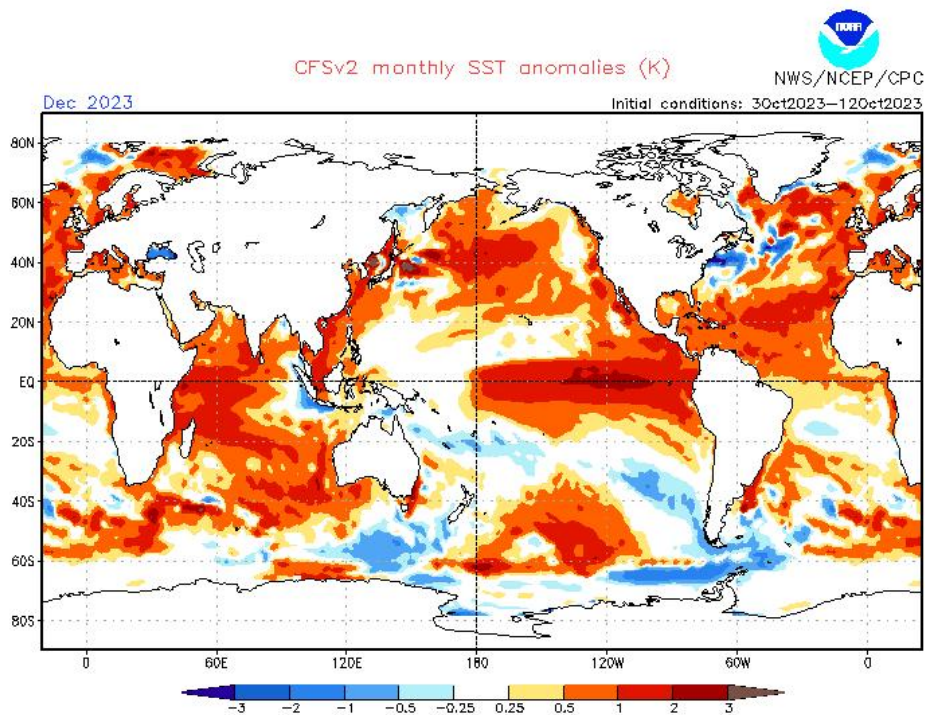 NOAA
CFSv2 monthly SST anomalies (K)
NWS/NCEP/CPC
Dec 2023
Initial conditions: 3Oct2023–12Oct2023
80N
60N
40N
20N
EQ
20S
40S
60S
80S
0 60E 120E 180 120W 60W 0
-3 -2 -1 -0.5 -0.25 0.25 0.5 1 2 3